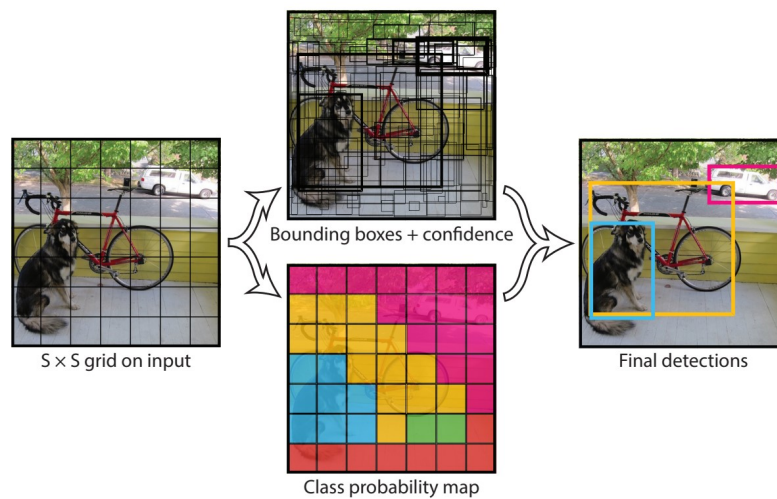 Bounding boxes + confidence
S × S grid on input
Final detections
Class probability map